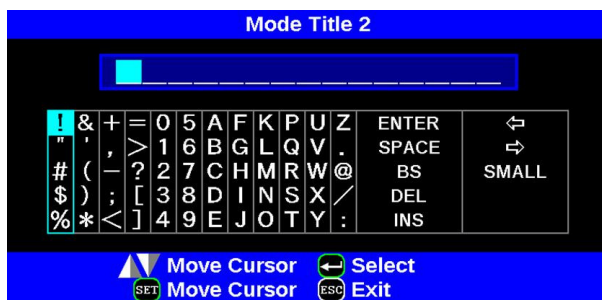 Mode Title 2
! & + = 0 5 A F K P U Z ENTER ⇦
" ' , > 1 6 B G L Q V . SPACE ⇨
# ( − ? 2 7 C H M R W @ BS SMALL
$ ) ; [ 3 8 D I N S X / DEL
% * < ] 4 9 E J O T Y : INS
Move Cursor Select
SET Move Cursor ESC Exit